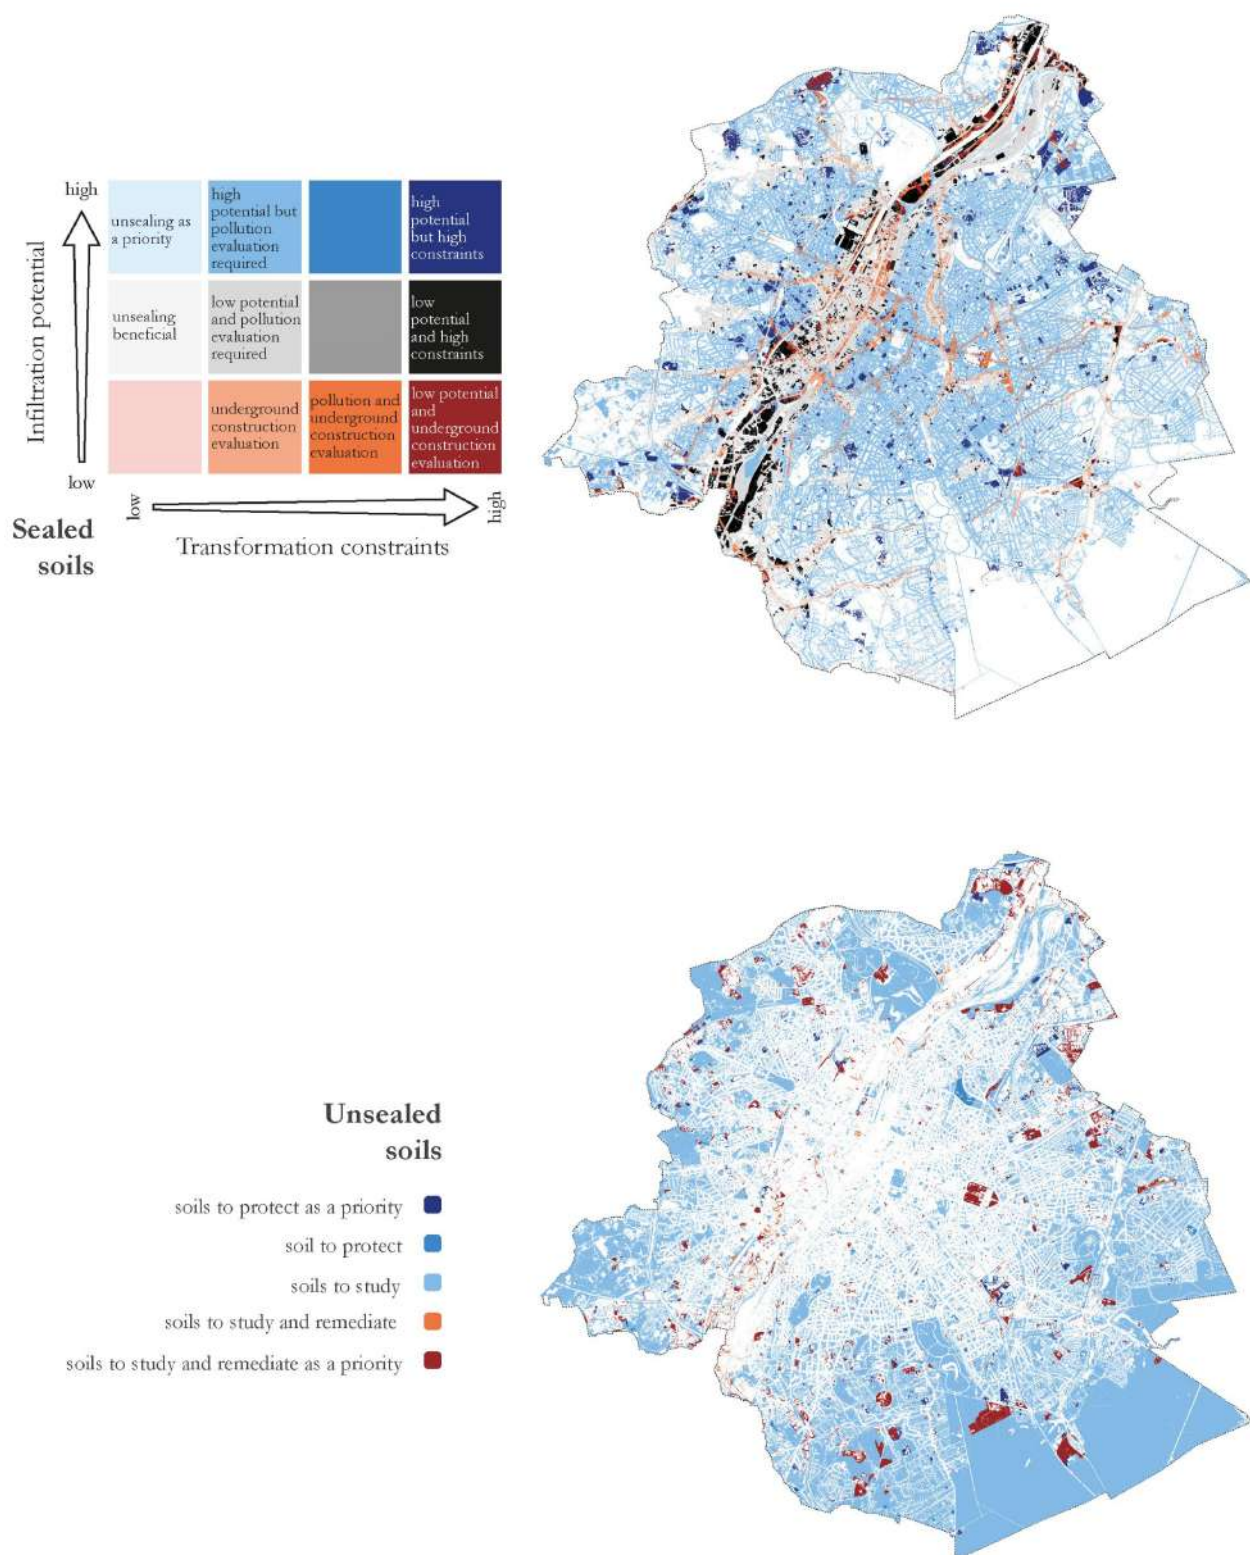 high
Infiltration potential
low
unsealing as
a priority
high
potential but
pollution
evaluation
required
high
potential
but high
constraints
unsealing
beneficial
low potential
and pollution
evaluation
required
low
potential
and high
constraints
underground
construction
evaluation
pollution and
underground
construction
evaluation
low potential
and
underground
construction
evaluation
low
high
Transformation constraints
Sealed
soils
Unsealed
soils
soils to protect as a priority
soil to protect
soils to study
soils to study and remediate
soils to study and remediate as a priority